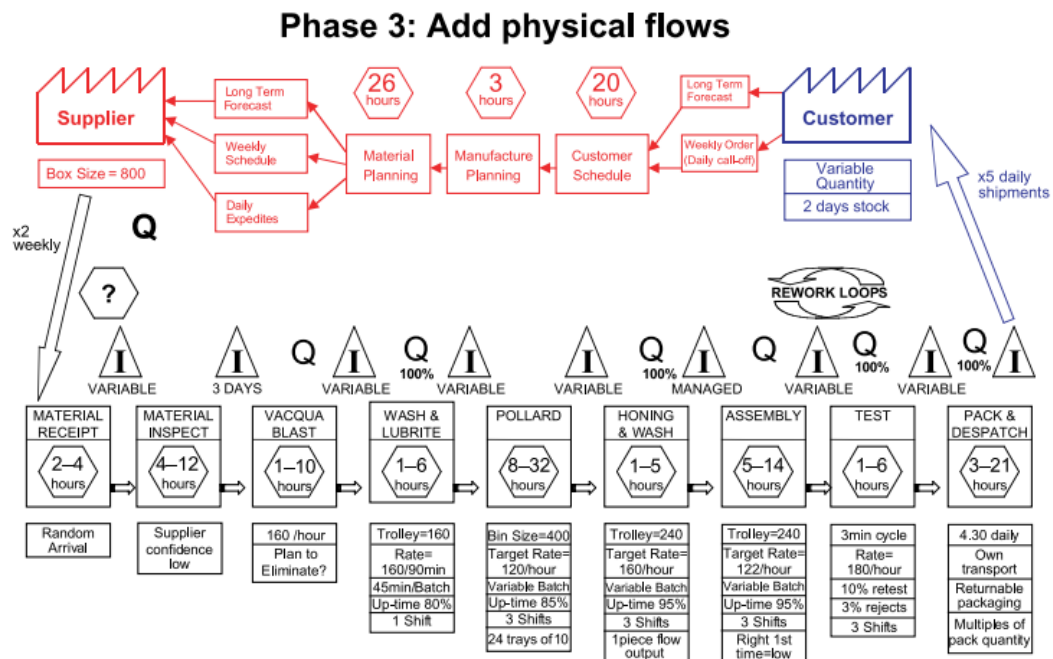 Phase 3: Add physical flows
Supplier
Box Size = 800
Long Term
Forecast
Weekly
Schedule
Daily
Expedites
26
hours
Material
Planning
3
hours
Manufacture
Planning
20
hours
Customer
Schedule
Long Term
Forecast
Weekly Order
(Daily call-off)
Customer
Variable
Quantity
2 days stock
x5 daily
shipments
x2
weekly
Q
?
REWORK LOOPS
I
VARIABLE
I
3 DAYS
Q
I
VARIABLE
Q
100%
I
VARIABLE
I
VARIABLE
Q
100%
I
MANAGED
Q
I
VARIABLE
Q
100%
I
VARIABLE
Q
100%
I
MATERIAL
RECEIPT
2–4
hours
Random
Arrival
MATERIAL
INSPECT
4–12
hours
Supplier
confidence
low
VACQUA
BLAST
1–10
hours
160 /hour
Plan to
Eliminate?
WASH &
LUBRITE
1–6
hours
Trolley=160
Rate=
160/90min
45min/Batch
Up-time 80%
1 Shift
POLLARD
8–32
hours
Bin Size=400
Target Rate=
120/hour
Variable Batch
Up-time 85%
3 Shifts
24 trays of 10
HONING
& WASH
1–5
hours
Trolley=240
Target Rate=
160/hour
Variable Batch
Up-time 95%
3 Shifts
1piece flow
output
ASSEMBLY
5–14
hours
Trolley=240
Target Rate=
122/hour
Variable Batch
Up-time 95%
3 Shifts
Right 1st
time=low
TEST
1–6
hours
3min cycle
Rate=
180/hour
10% retest
3% rejects
3 Shifts
PACK &
DESPATCH
3–21
hours
4.30 daily
Own
transport
Returnable
packaging
Multiples of
pack quantity